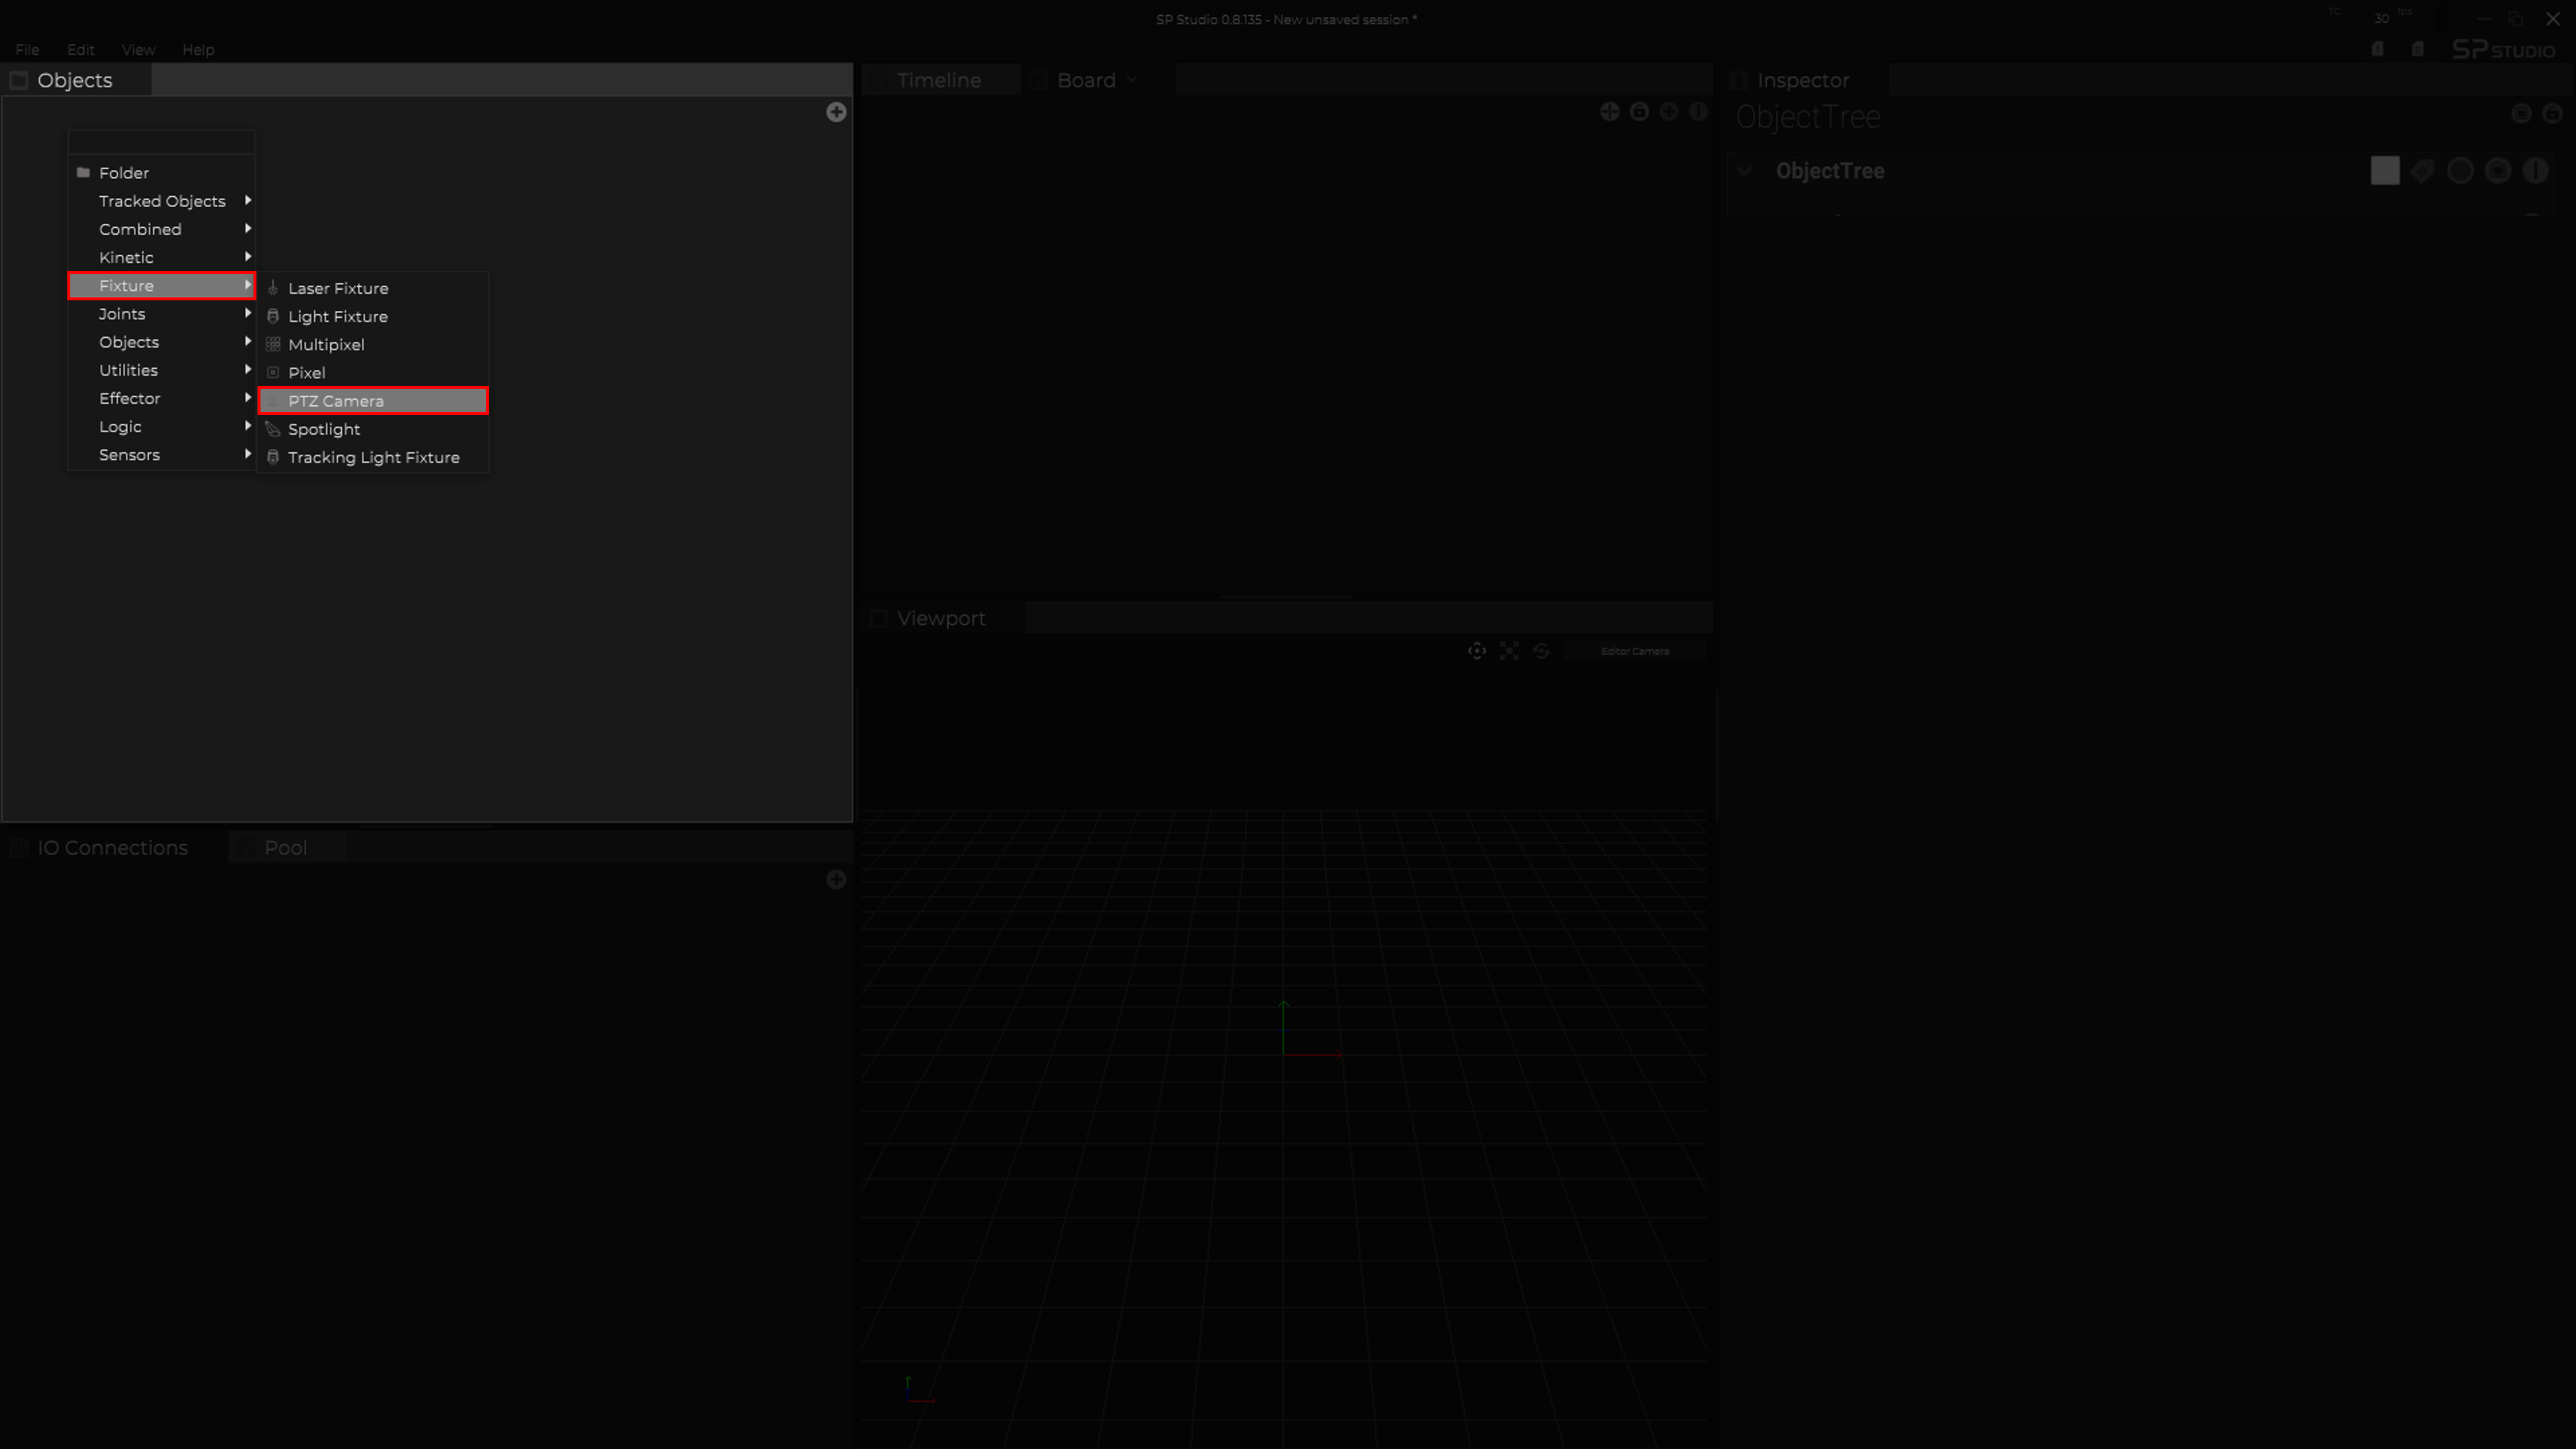 SP Studio 0.8.135 - New unsaved session *
TC
30
fps
File
Edit
View
Help
SP STUDIO
Objects
Folder
Tracked Objects
Combined
Kinetic
Fixture
Joints
Objects
Utilities
Effector
Logic
Sensors
Laser Fixture
Light Fixture
Multipixel
Pixel
PTZ Camera
Spotlight
Tracking Light Fixture
Timeline
Board
Inspector
ObjectTree
ObjectTree
Viewport
Editor Camera
IO Connections
Pool